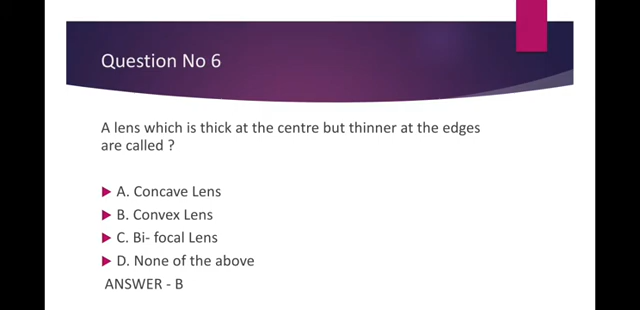 Question No 6
A lens which is thick at the centre but thinner at the edges
are called ?
A. Concave Lens
B. Convex Lens
C. Bi- focal Lens
D. None of the above
ANSWER - B